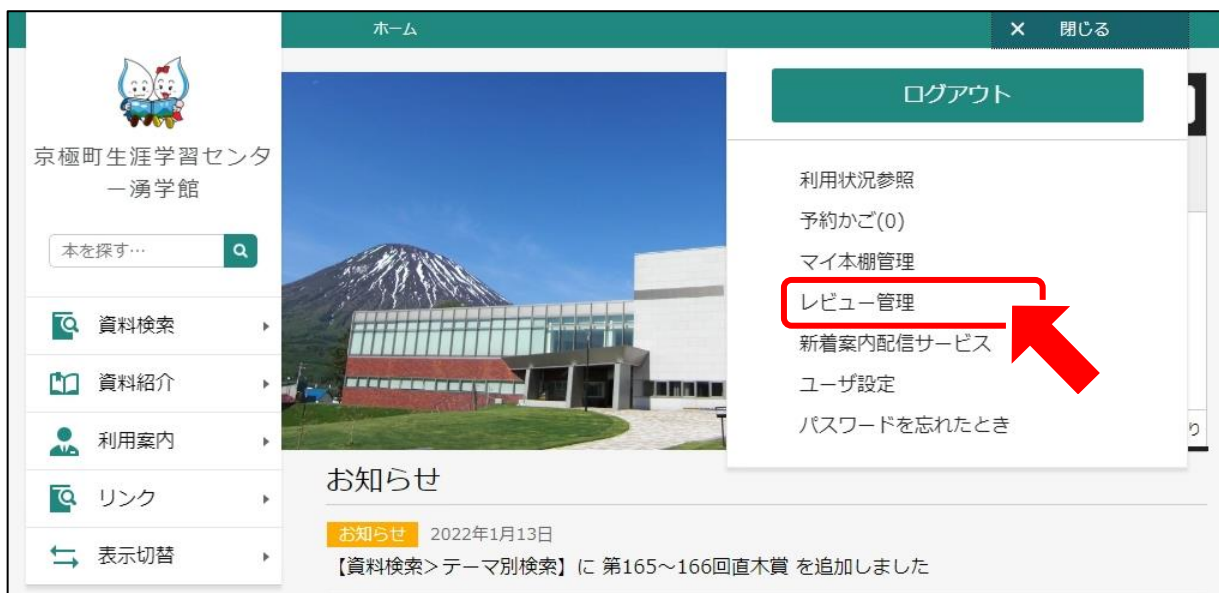 ホーム
× 閉じる
京極町生涯学習センタ
ー湧学館
本を探す…
資料検索
資料紹介
利用案内
リンク
表示切替
ログアウト
利用状況参照
予約かご(0)
マイ本棚管理
レビュー管理
新着案内配信サービス
ユーザ設定
パスワードを忘れたとき
り
お知らせ
お知らせ 2022年1月13日
【資料検索>テーマ別検索】に 第165~166回直木賞 を追加しました